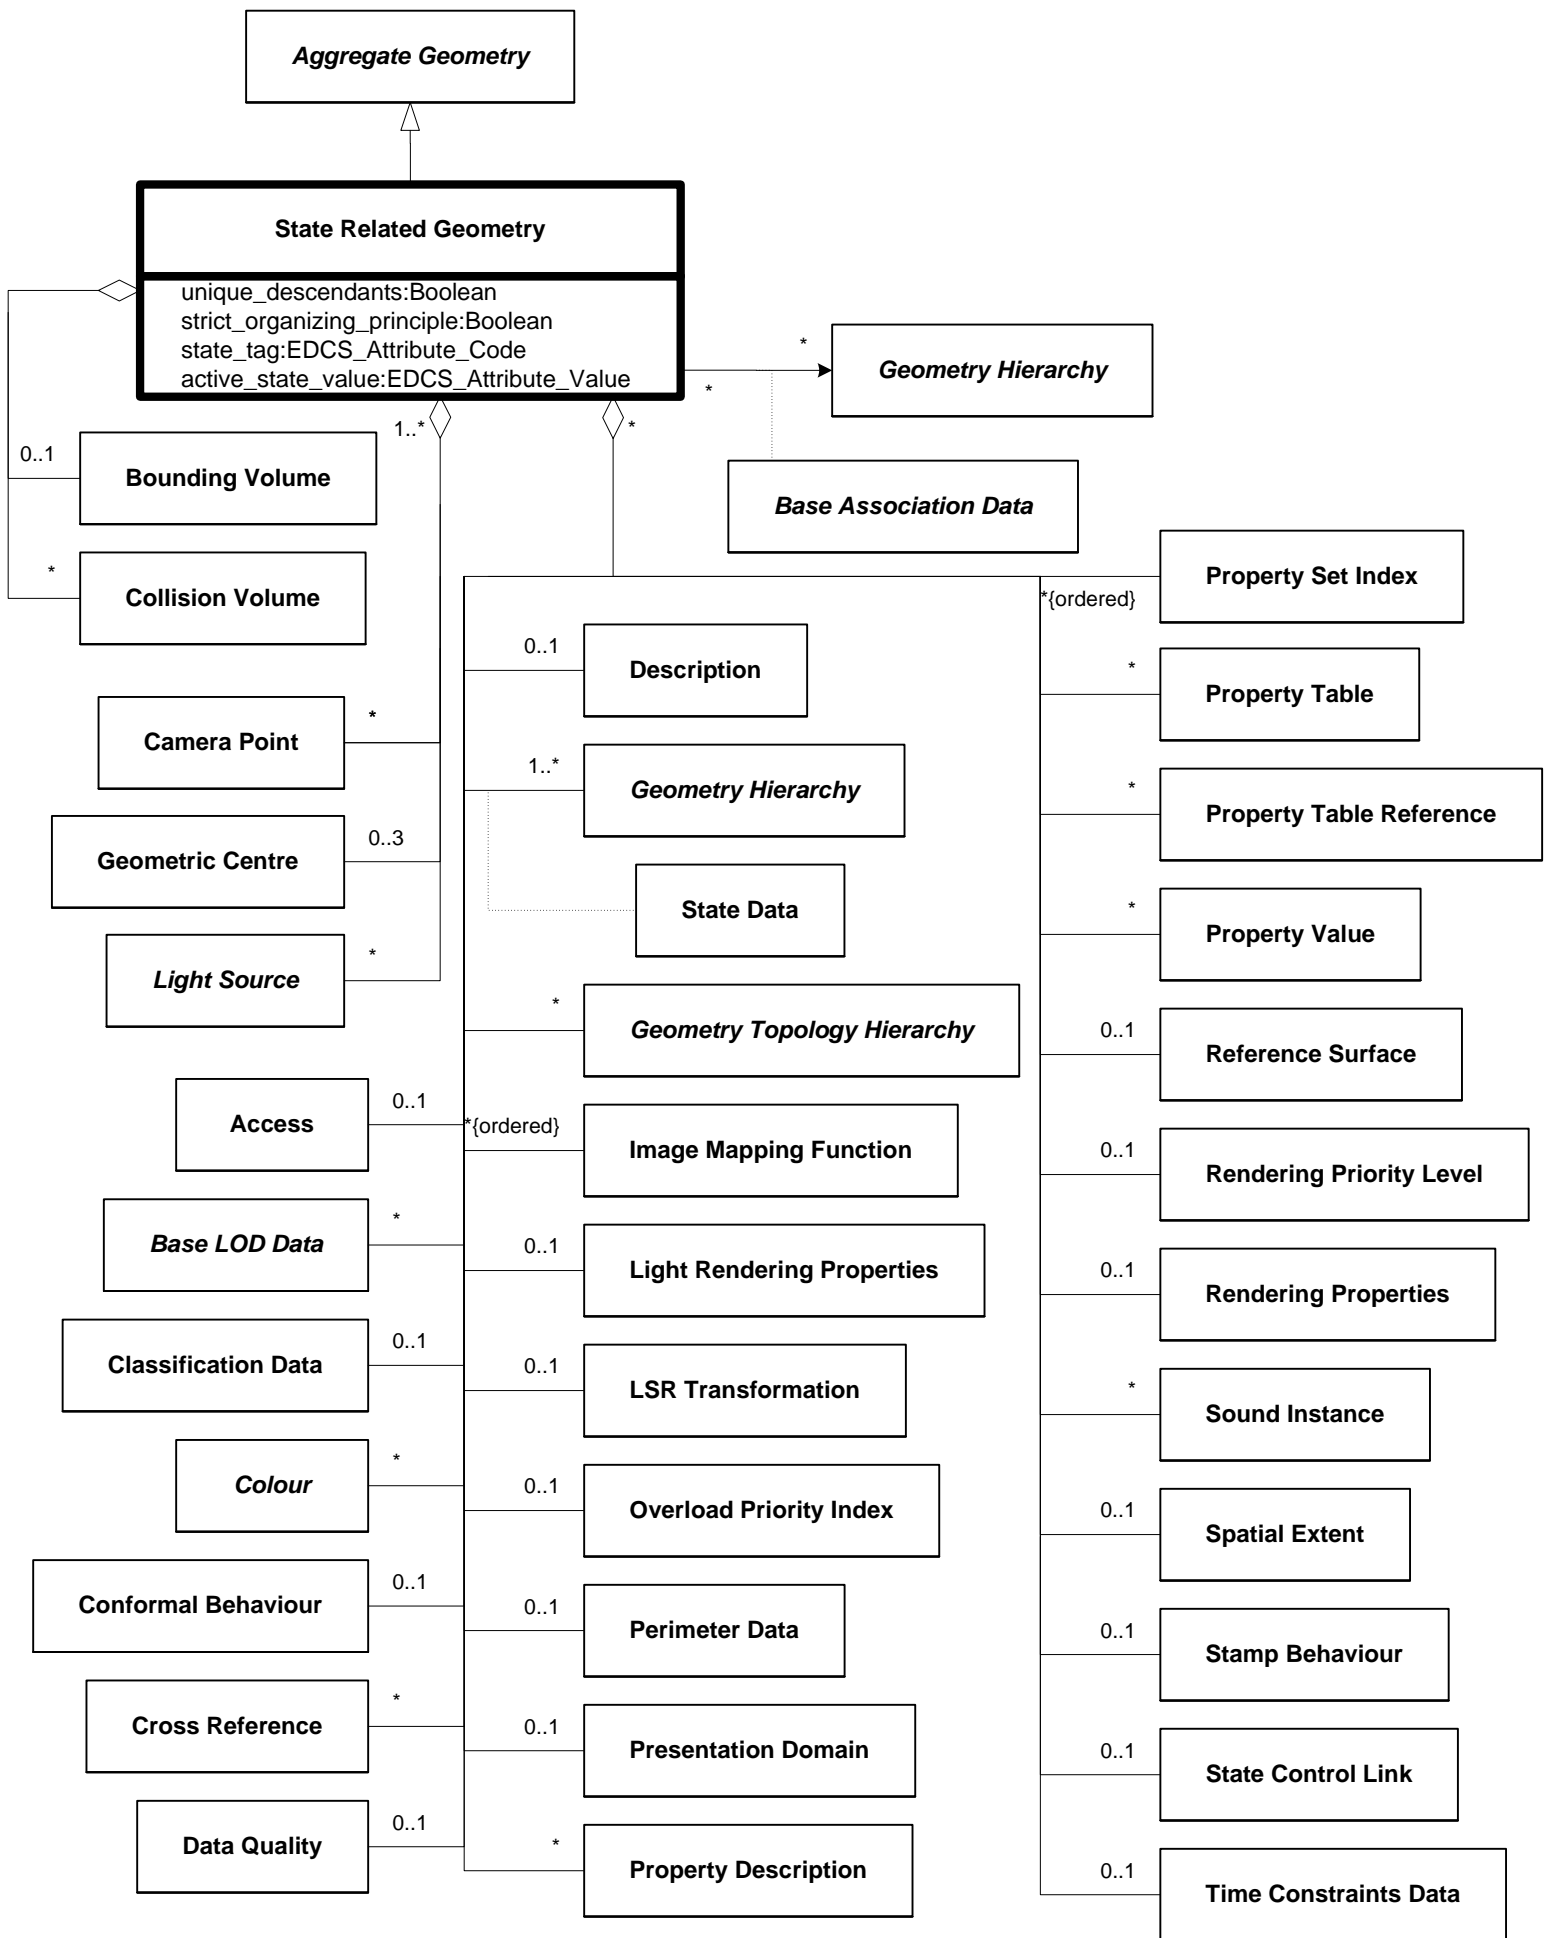 Aggregate Geometry
State Related Geometry
unique_descendants:Boolean
strict_organizing_principle:Boolean
state_tag:EDCS_Attribute_Code
active_state_value:EDCS_Attribute_Value
*
*
Geometry Hierarchy
1..*
*
0..1
Bounding Volume
Base Association Data
*
Collision Volume
*{ordered}
Property Set Index
0..1
Description
*
Property Table
*
Camera Point
1..*
Geometry Hierarchy
*
Property Table Reference
0..3
Geometric Centre
State Data
*
Property Value
*
Light Source
*
Geometry Topology Hierarchy
0..1
Reference Surface
0..1
Access
*{ordered}
Image Mapping Function
0..1
Rendering Priority Level
*
Base LOD Data
0..1
Light Rendering Properties
0..1
Rendering Properties
0..1
Classification Data
0..1
LSR Transformation
*
Sound Instance
*
Colour
0..1
Overload Priority Index
0..1
Spatial Extent
0..1
Conformal Behaviour
0..1
Perimeter Data
0..1
Stamp Behaviour
*
Cross Reference
0..1
Presentation Domain
0..1
State Control Link
0..1
Data Quality
*
Property Description
0..1
Time Constraints Data